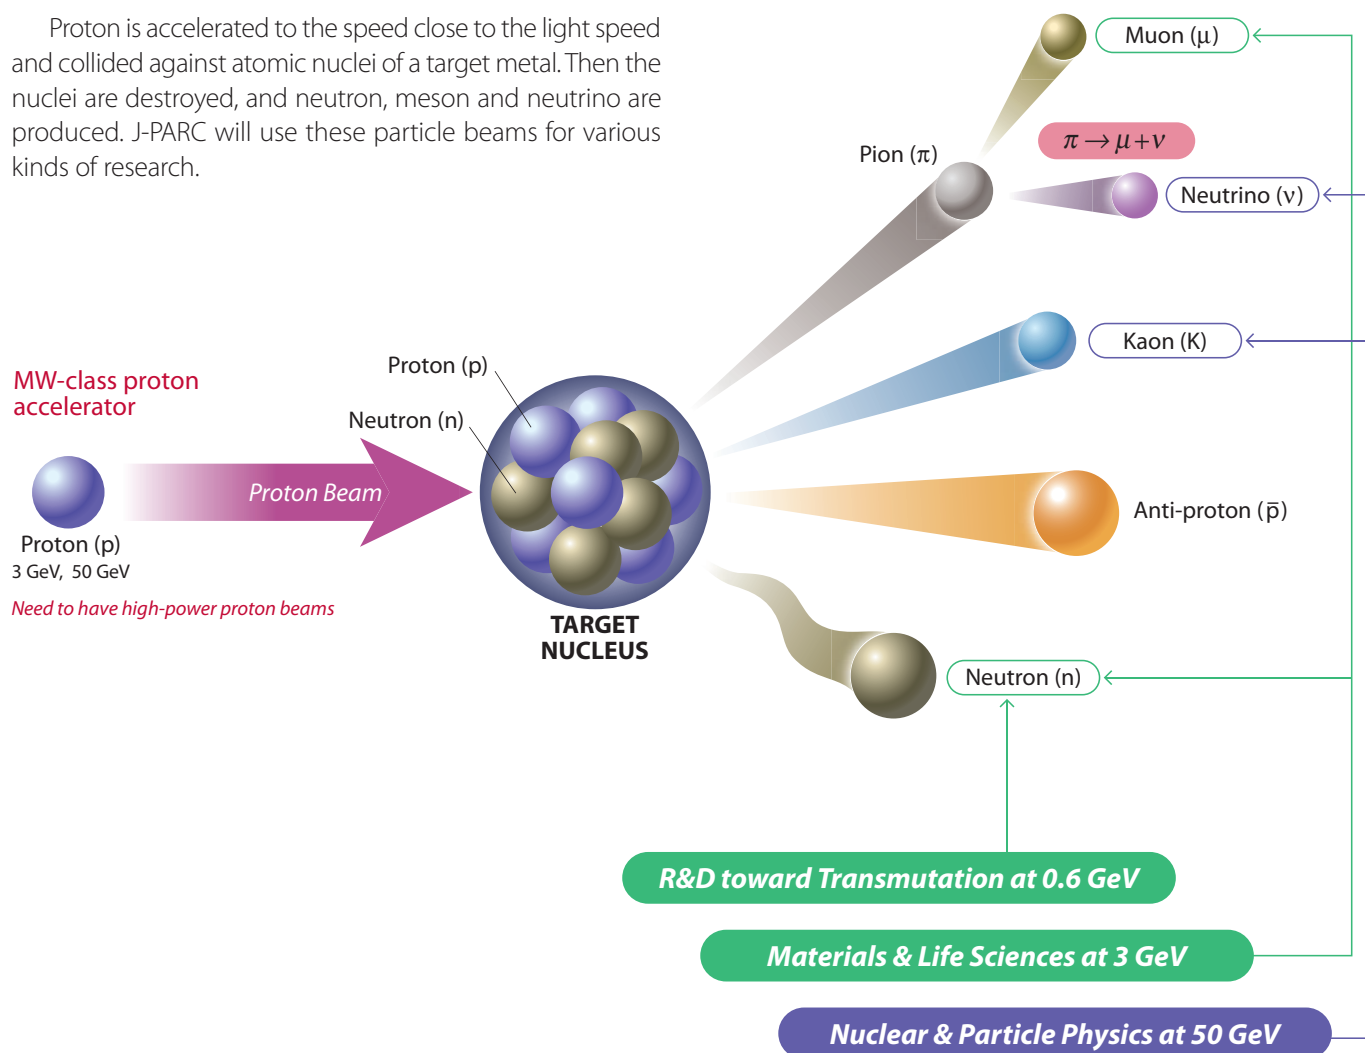 Proton is accelerated to the speed close to the light speed
and collided against atomic nuclei of a target metal. Then the
nuclei are destroyed, and neutron, meson and neutrino are
produced. J-PARC will use these particle beams for various
kinds of research.
Muon (μ)
π → μ+ν
Pion (π)
Neutrino (ν)
Kaon (K)
Proton (p)
MW-class proton
accelerator
Neutron (n)
Proton Beam
Anti-proton (p̄)
Proton (p)
3 GeV, 50 GeV
Need to have high-power proton beams
TARGET
NUCLEUS
Neutron (n)
R&D toward Transmutation at 0.6 GeV
Materials & Life Sciences at 3 GeV
Nuclear & Particle Physics at 50 GeV